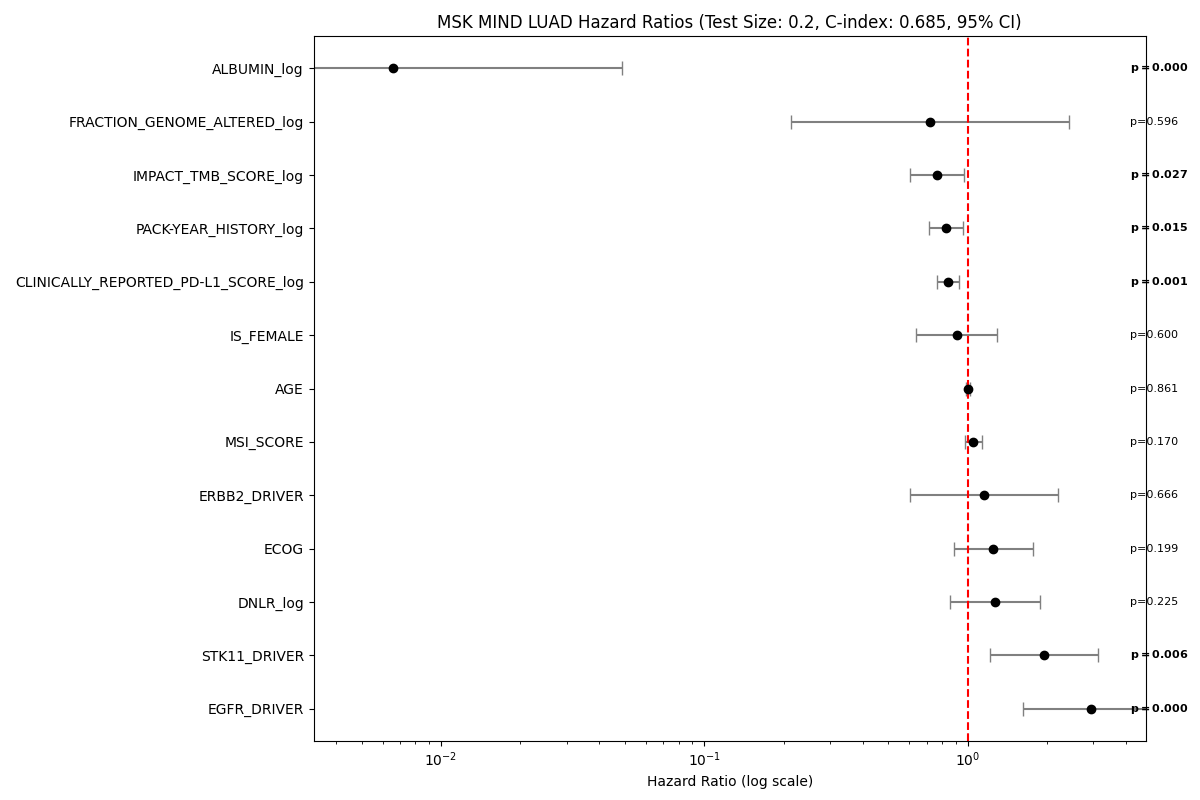 MSK MIND LUAD Hazard Ratios (Test Size: 0.2, C-index: 0.685, 95% CI)
ALBUMIN_log p=0.000
FRACTION_GENOME_ALTERED_log p=0.596
IMPACT_TMB_SCORE_log p=0.027
PACK-YEAR_HISTORY_log p=0.015
CLINICALLY_REPORTED_PD-L1_SCORE_log p=0.001
IS_FEMALE p=0.600
AGE p=0.861
MSI_SCORE p=0.170
ERBB2_DRIVER p=0.666
ECOG p=0.199
DNLR_log p=0.225
STK11_DRIVER p=0.006
EGFR_DRIVER p=0.000
10⁻² 10⁻¹ 10⁰
Hazard Ratio (log scale)